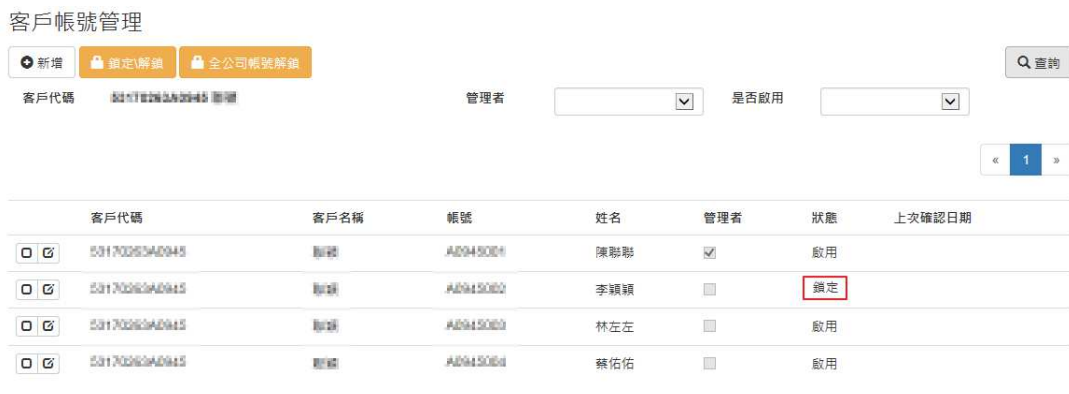 客戶帳號管理
新增 鎖定\解鎖 全公司帳號解鎖 查詢
客戶代碼 管理者 是否啟用
« 1 »
客戶代碼 客戶名稱 帳號 姓名 管理者 狀態 上次確認日期
陳聯聯 啟用
李穎穎 鎖定
林左左 啟用
蔡佑佑 啟用